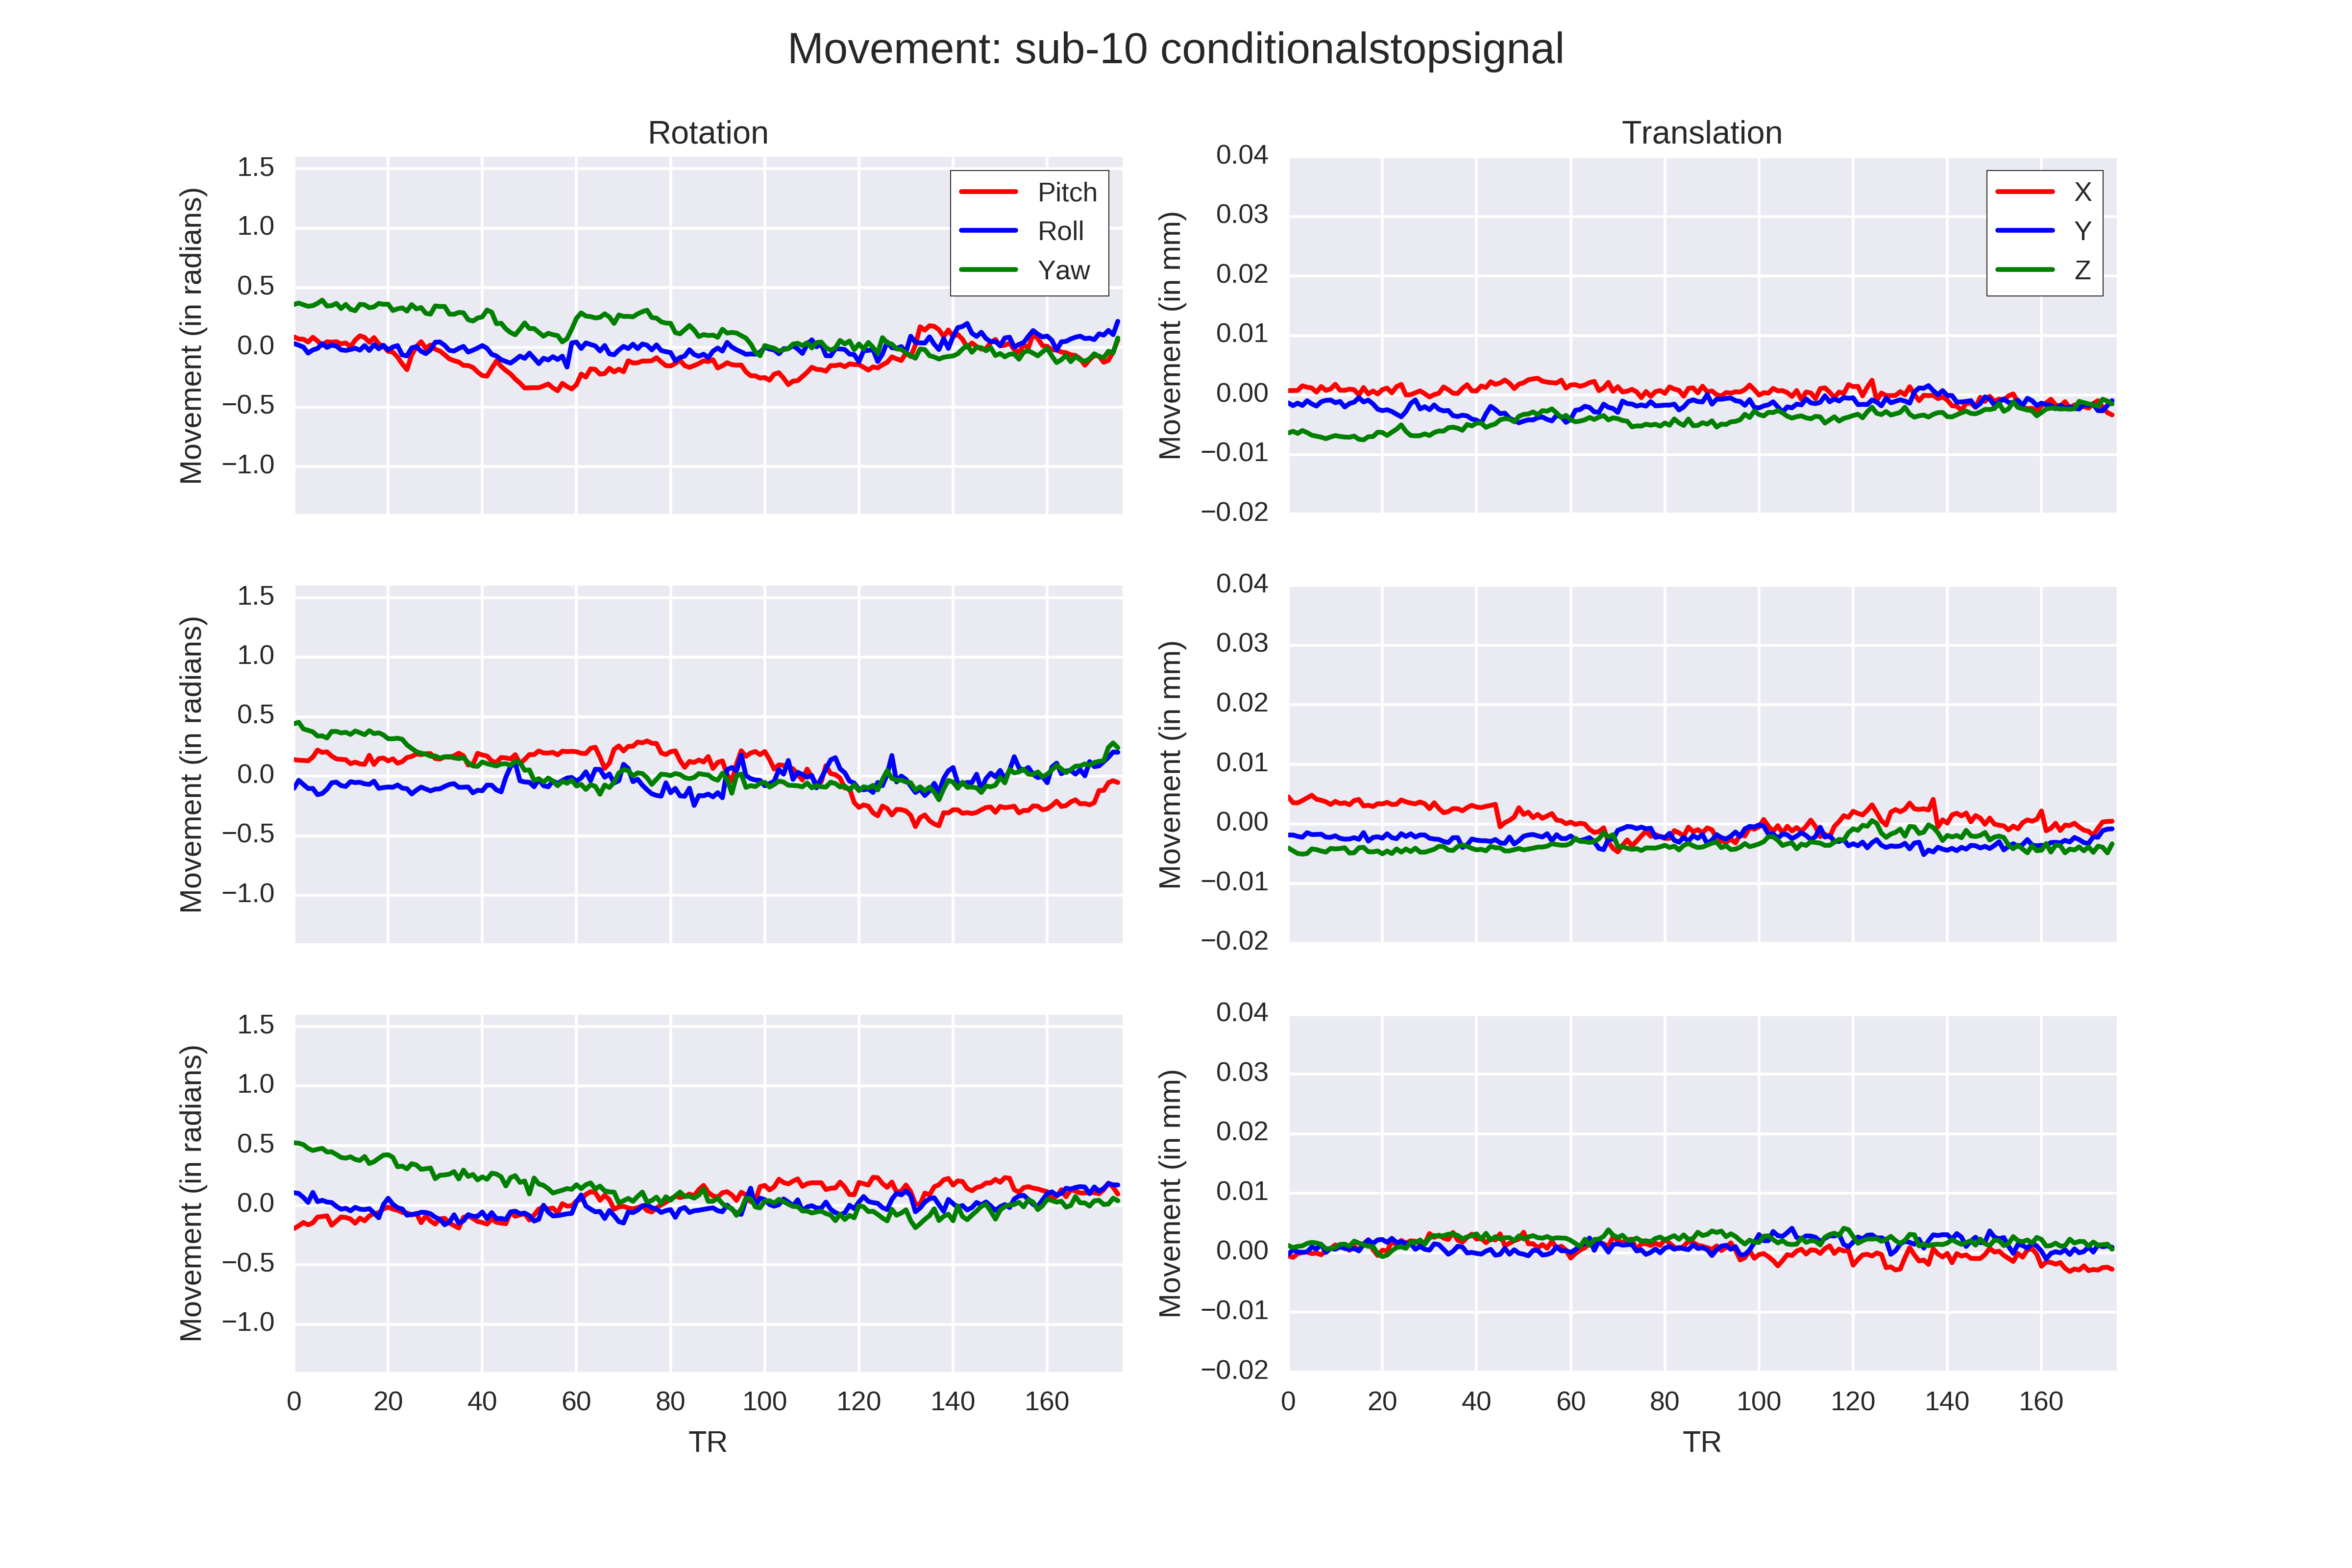 Movement: sub-10 conditionalstopsignal
Rotation
Translation
Movement (in radians)
1.5
1.0
0.5
0.0
−0.5
−1.0
Pitch
Roll
Yaw
Movement (in mm)
0.04
0.03
0.02
0.01
0.00
−0.01
−0.02
X
Y
Z
Movement (in radians)
1.5
1.0
0.5
0.0
−0.5
−1.0
Movement (in mm)
0.04
0.03
0.02
0.01
0.00
−0.01
−0.02
Movement (in radians)
1.5
1.0
0.5
0.0
−0.5
−1.0
0 20 40 60 80 100 120 140 160
TR
Movement (in mm)
0.04
0.03
0.02
0.01
0.00
−0.01
−0.02
0 20 40 60 80 100 120 140 160
TR